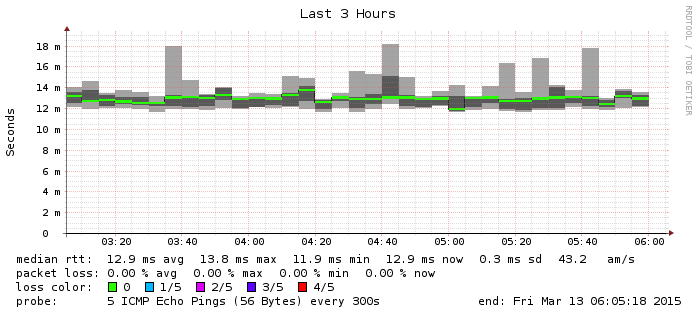 Last 3 Hours
RRDTOOL / TOBI OETIKER
Seconds
18 m
16 m
14 m
12 m
10 m
8 m
6 m
4 m
2 m
0
03:20 03:40 04:00 04:20 04:40 05:00 05:20 05:40 06:00
median rtt: 12.9 ms avg 13.8 ms max 11.9 ms min 12.9 ms now 0.3 ms sd 43.2 am/s
packet loss: 0.00 % avg 0.00 % max 0.00 % min 0.00 % now
loss color: 0 1/5 2/5 3/5 4/5
probe: 5 ICMP Echo Pings (56 Bytes) every 300s end: Fri Mar 13 06:05:18 2015